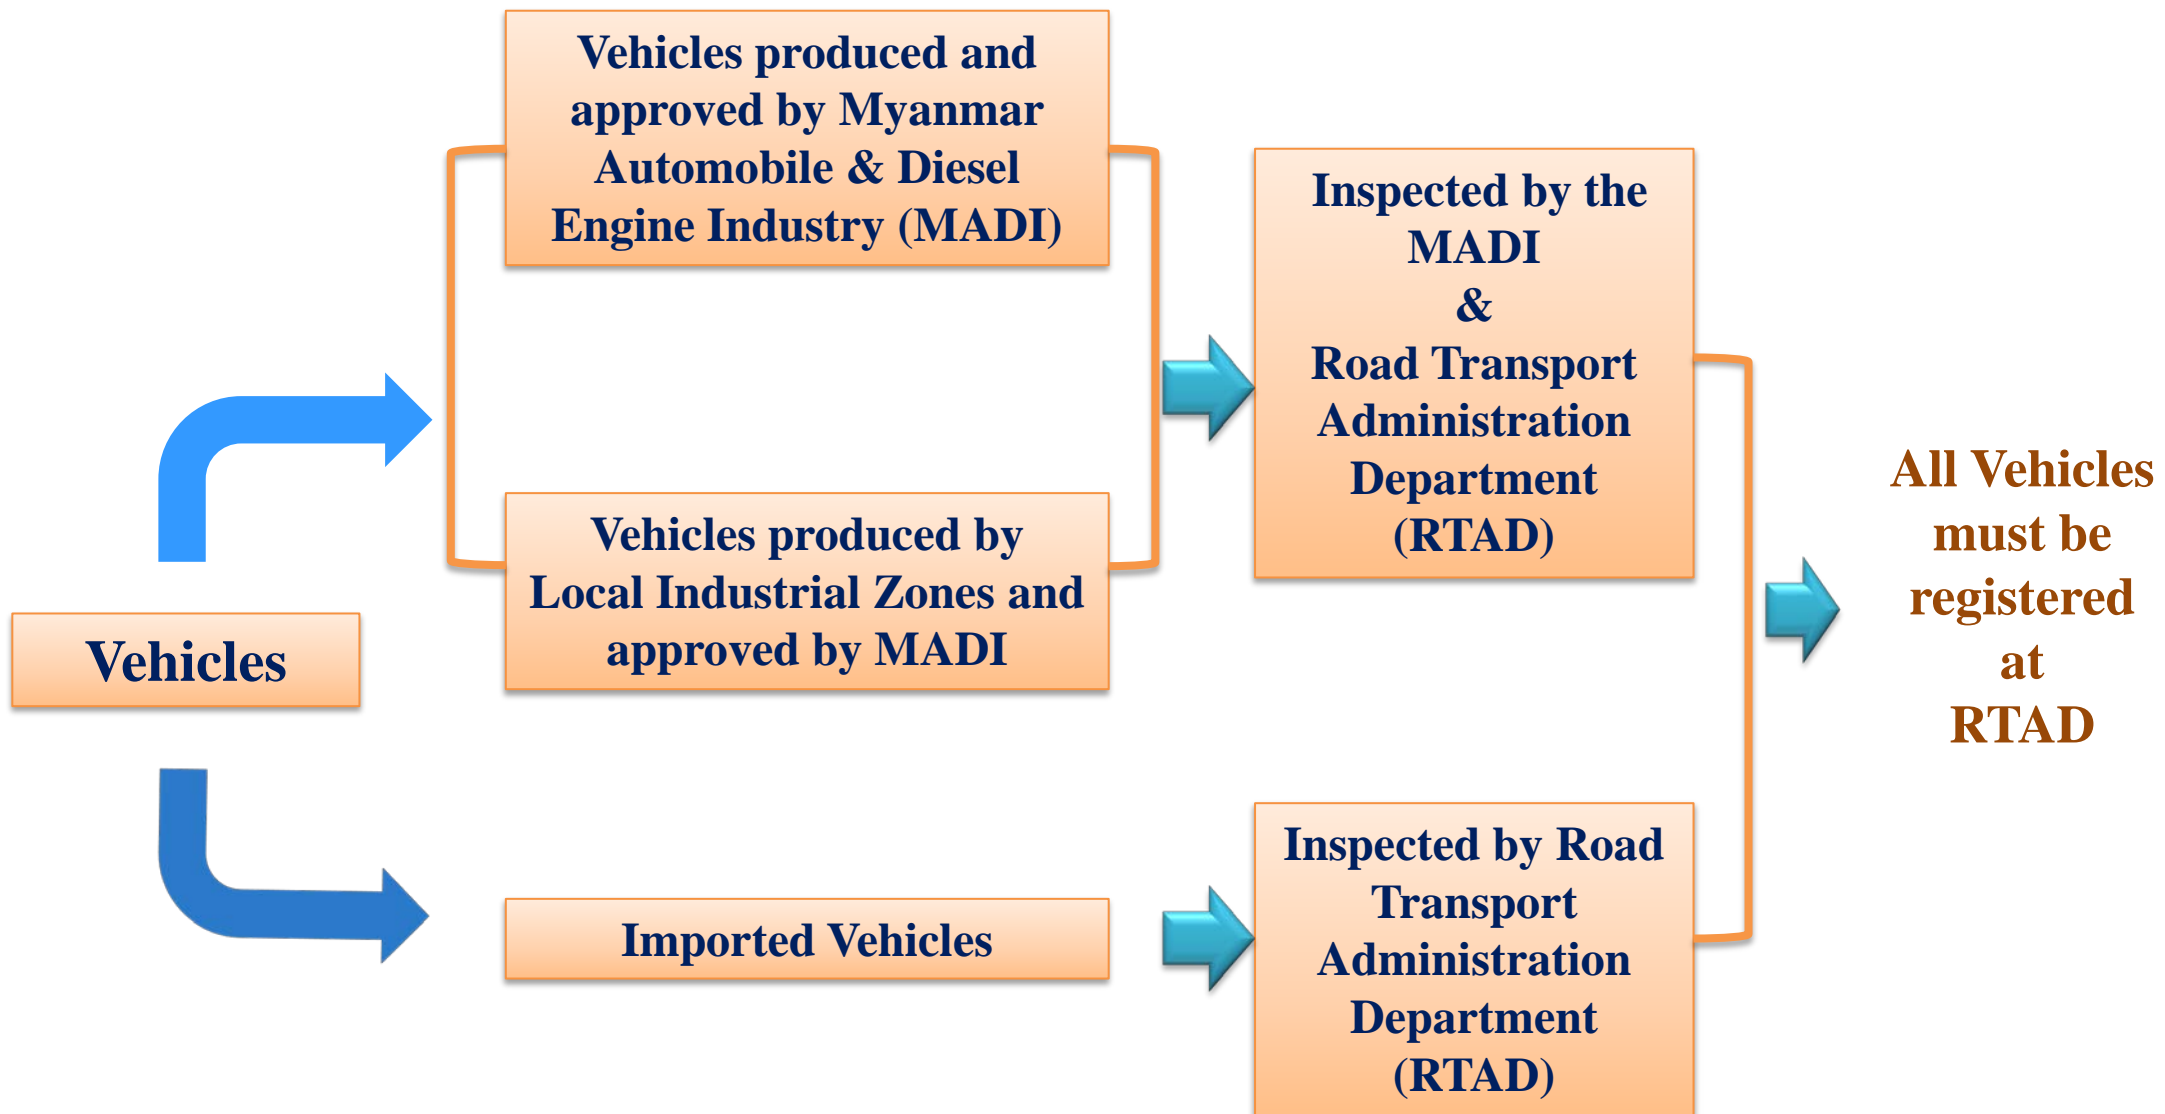 Vehicles
Vehicles produced and
approved by Myanmar
Automobile & Diesel
Engine Industry (MADI)
Vehicles produced by
Local Industrial Zones and
approved by MADI
Imported Vehicles
Inspected by the
MADI
&
Road Transport
Administration
Department
(RTAD)
Inspected by Road
Transport
Administration
Department
(RTAD)
All Vehicles
must be
registered
at
RTAD